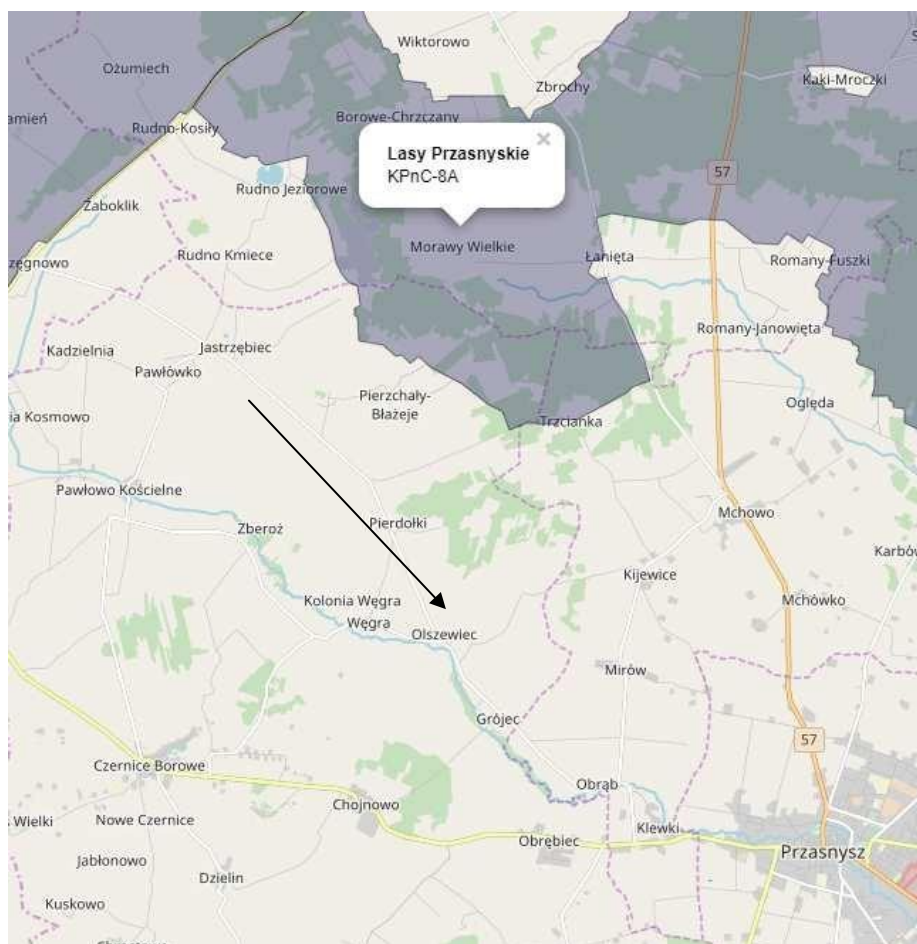 Wiktorowo
Ożumiech
Zbrochy
Kaki-Mroczki
amień
Rudno-Kosiły
Borowe-Chrzczany
×
Lasy Przasnyskie
KPnC-8A
57
Rudno Jeziorowe
Żaboklik
Morawy Wielkie
Rudno Kmiece
Łanięta
Romany-Fuszki
zęgnowo
Romany-Janowięta
Jastrzębiec
Kadzielnia
Pawłówko
Pierzchały-
Błażeje
Oględa
ia Kosmowo
Trzcianka
Pawłowo Kościelne
Mchowo
Pierdołki
Zberoż
Karbów
Kijewice
Kolonia Węgra
Mchówko
Węgra
Olszewiec
Mirów
Grójec
57
Czernice Borowe
Obrąb
Chojnowo
Wielki
Nowe Czernice
Klewki
Obrębiec
Przasnysz
Jabłonowo
Dzielin
Kuskowo